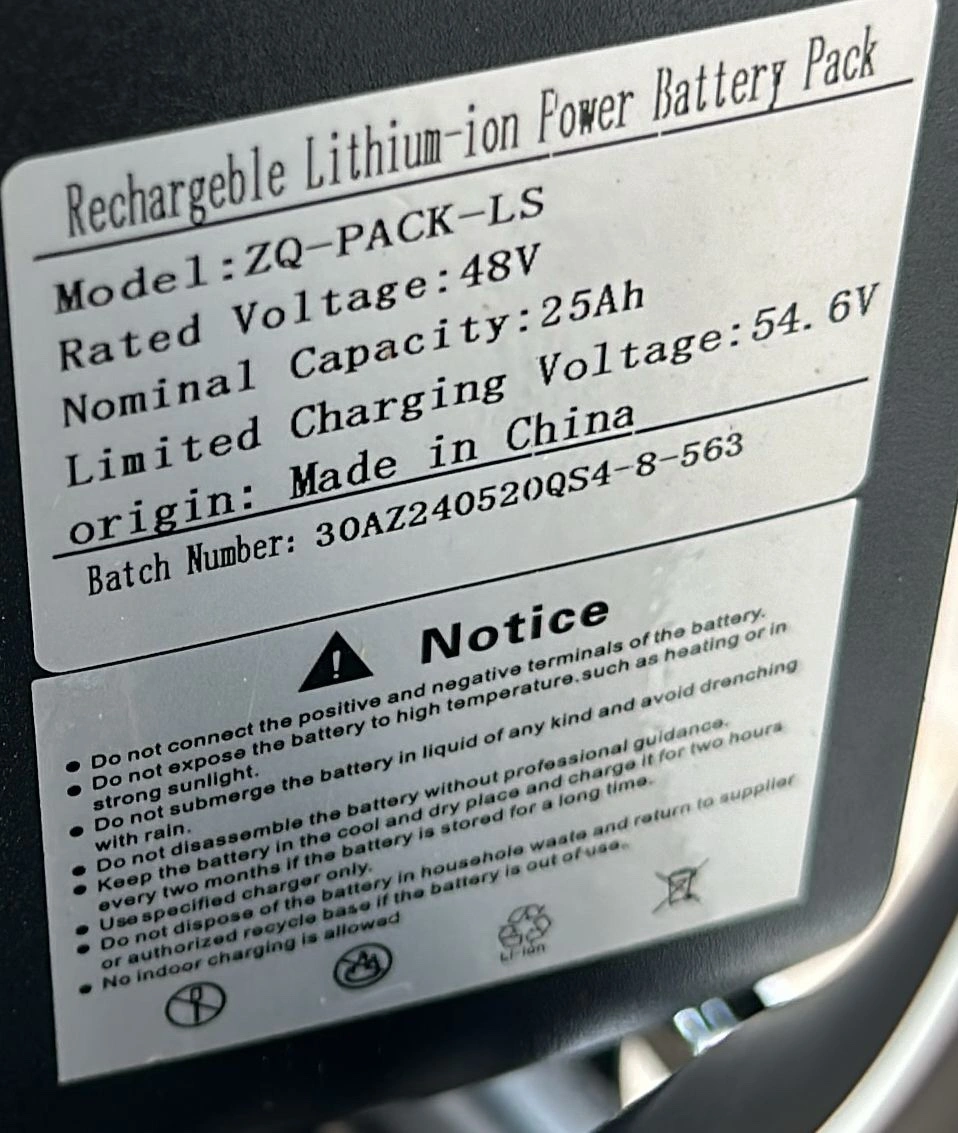 Rechargeble Lithium-ion Power Battery Pack
Model:ZQ-PACK-LS
Rated Voltage:48V
Nominal Capacity:25Ah
Limited Charging Voltage:54.6V
origin: Made in China
Batch Number: 30AZ240520QS4-8-563
! Notice
● Do not connect the positive and negative terminals of the battery.
● Do not expose the battery to high temperature.such as heating or in
strong sunlight.
● Do not submerge the battery in liquid of any kind and avoid drenching
with rain.
● Do not disassemble the battery without professional guidance.
● Keep the battery in the cool and dry place and charge it for two hours
every two months if the battery is stored for a long time.
● Use specified charger only.
● Do not dispose of the battery in household waste and return to supplier
or authorized recycle base if the battery is out of use.
● No indoor charging is allowed
Li-ion